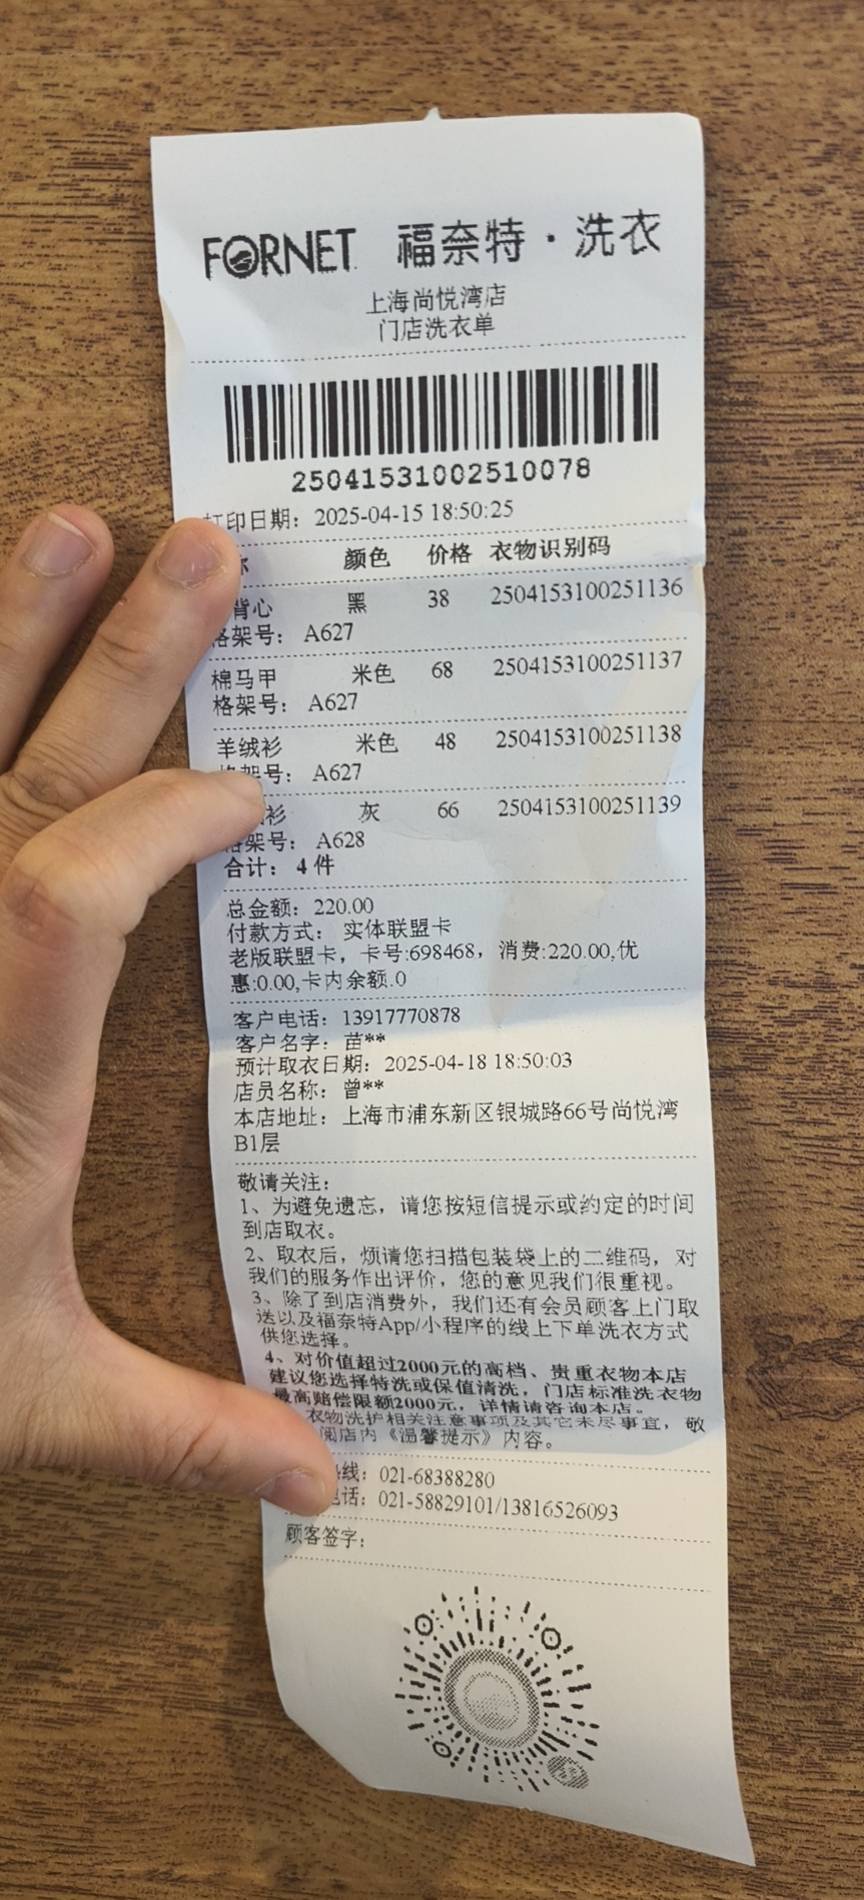 FORNET 福奈特·洗衣
上海尚悦湾店
门店洗衣单
25041531002510078
打印日期：2025-04-15 18:50:25
颜色 价格 衣物识别码
背心 黑 38 2504153100251136
格架号： A627
棉马甲 米色 68 2504153100251137
格架号： A627
羊绒衫 米色 48 2504153100251138
格架号： A627
衫 灰 66 2504153100251139
格架号： A628
合计： 4 件
总金额：220.00
付款方式： 实体联盟卡
老版联盟卡，卡号:698468，消费:220.00,优
惠:0.00,卡内余额.0
客户电话：13917770878
客户名字：苗**
预计取衣日期：2025-04-18 18:50:03
店员名称：曾**
本店地址：上海市浦东新区银城路66号尚悦湾
B1层
敬请关注：
1、为避免遗忘，请您按短信提示或约定的时间
到店取衣。
2、取衣后，烦请您扫描包装袋上的二维码，对
我们的服务作出评价，您的意见我们很重视。
3、除了到店消费外，我们还有会员顾客上门取
送以及福奈特App/小程序的线上下单洗衣方式
供您选择。
4、对价值超过2000元的高档、贵重衣物本店
建议您选择特洗或保值清洗，门店标准洗衣物
最高赔偿限额2000元，详情请咨询本店。
衣物洗护相关注意事项及其它未尽事宜，敬
阅店内《温馨提示》内容。
线：021-68388280
电话：021-58829101/13816526093
顾客签字：